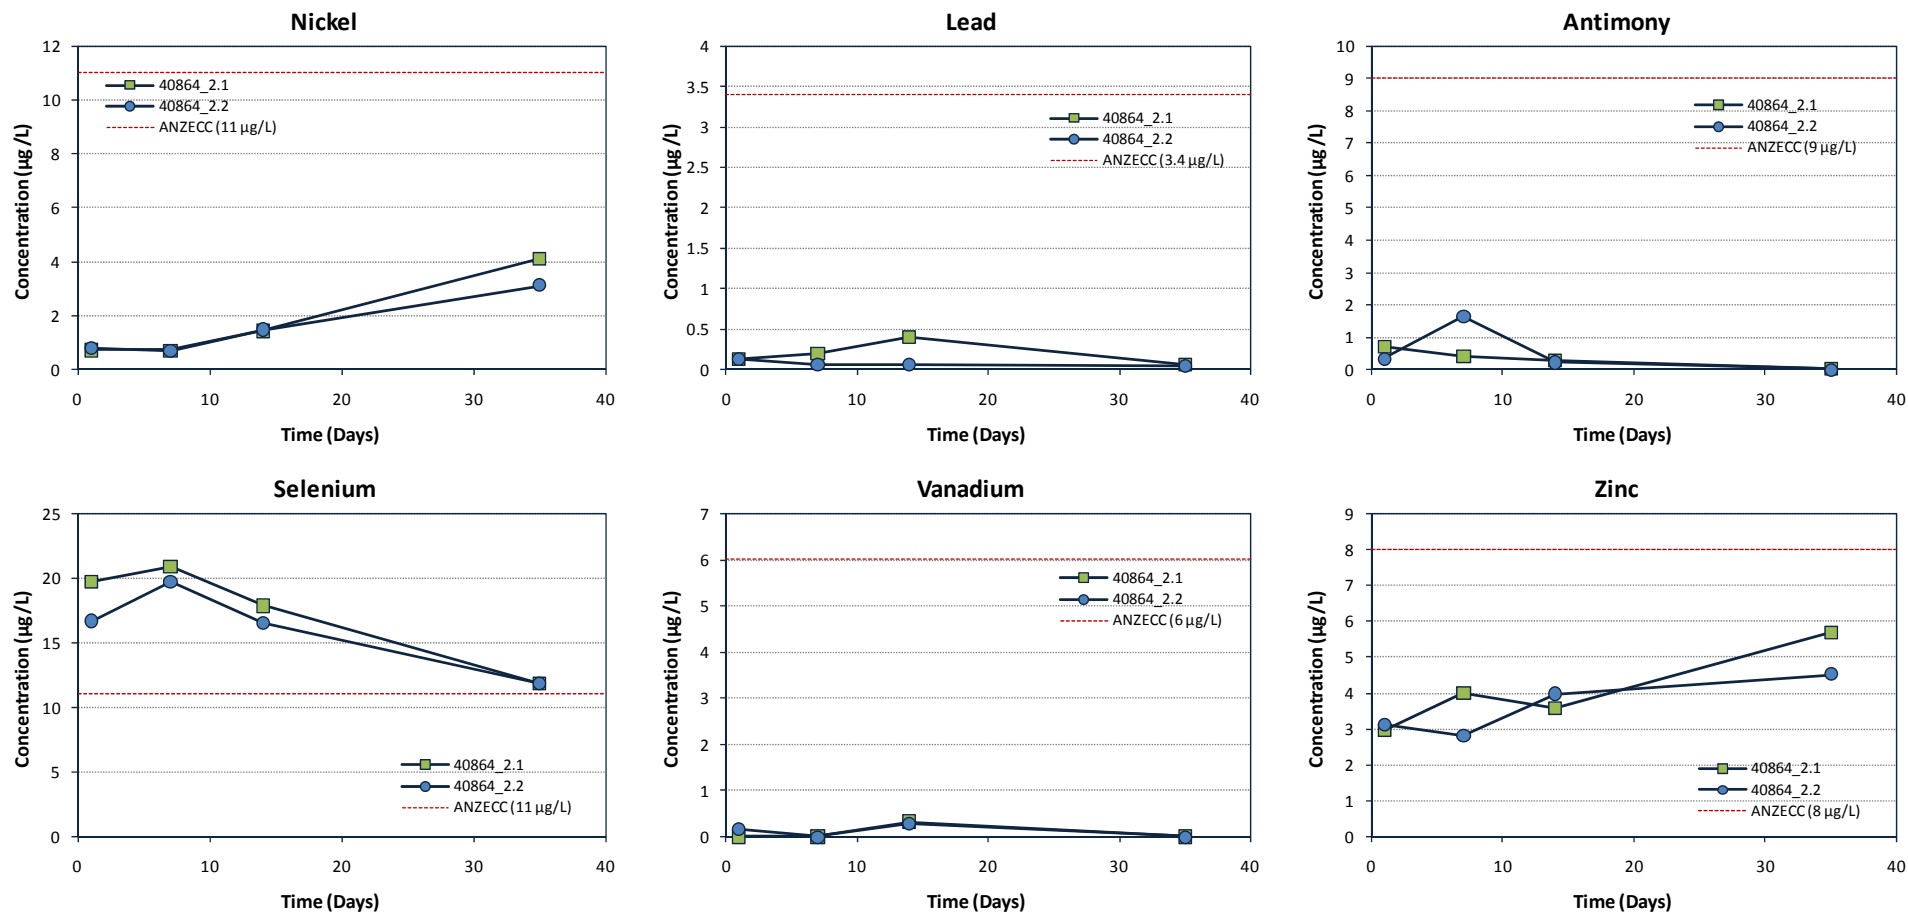 Nickel
12
10
8
6
4
2
0
0 10 20 30 40
Concentration (µg /L)
Time (Days)
40864_2.1
40864_2.2
ANZECC (11 µg/L)
Lead
4
3.5
3
2.5
2
1.5
1
0.5
0
0 10 20 30 40
Concentration (µg /L)
Time (Days)
40864_2.1
40864_2.2
ANZECC (3.4 µg/L)
Antimony
10
9
8
7
6
5
4
3
2
1
0
0 10 20 30 40
Concentration (µg /L)
Time (Days)
40864_2.1
40864_2.2
ANZECC (9 µg/L)
Selenium
25
20
15
10
5
0
0 10 20 30 40
Concentration (µg /L)
Time (Days)
40864_2.1
40864_2.2
ANZECC (11 µg/L)
Vanadium
7
6
5
4
3
2
1
0
0 10 20 30 40
Concentration (µg /L)
Time (Days)
40864_2.1
40864_2.2
ANZECC (6 µg/L)
Zinc
9
8
7
6
5
4
3
2
1
0
0 10 20 30 40
Concentration (µg /L)
Time (Days)
40864_2.1
40864_2.2
ANZECC (8 µg/L)